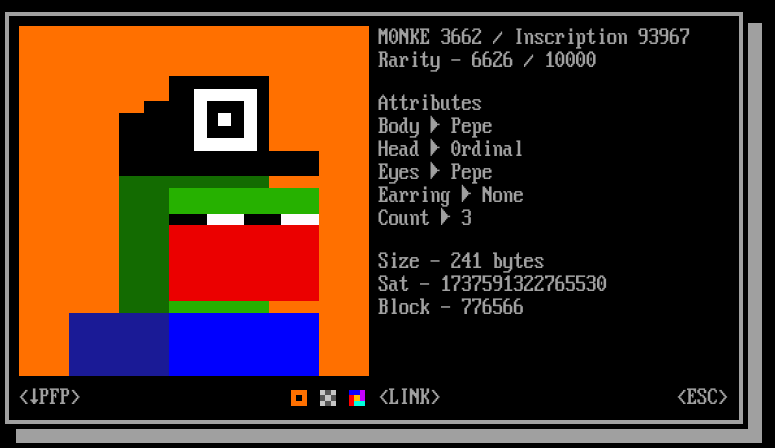 MONKE 3662 / Inscription 93967
Rarity - 6626 / 10000
Attributes
Body ▶ Pepe
Head ▶ Ordinal
Eyes ▶ Pepe
Earring ▶ None
Count ▶ 3
Size - 241 bytes
Sat - 1737591322765530
Block - 776566
<↓PFP>
<LINK>
<ESC>